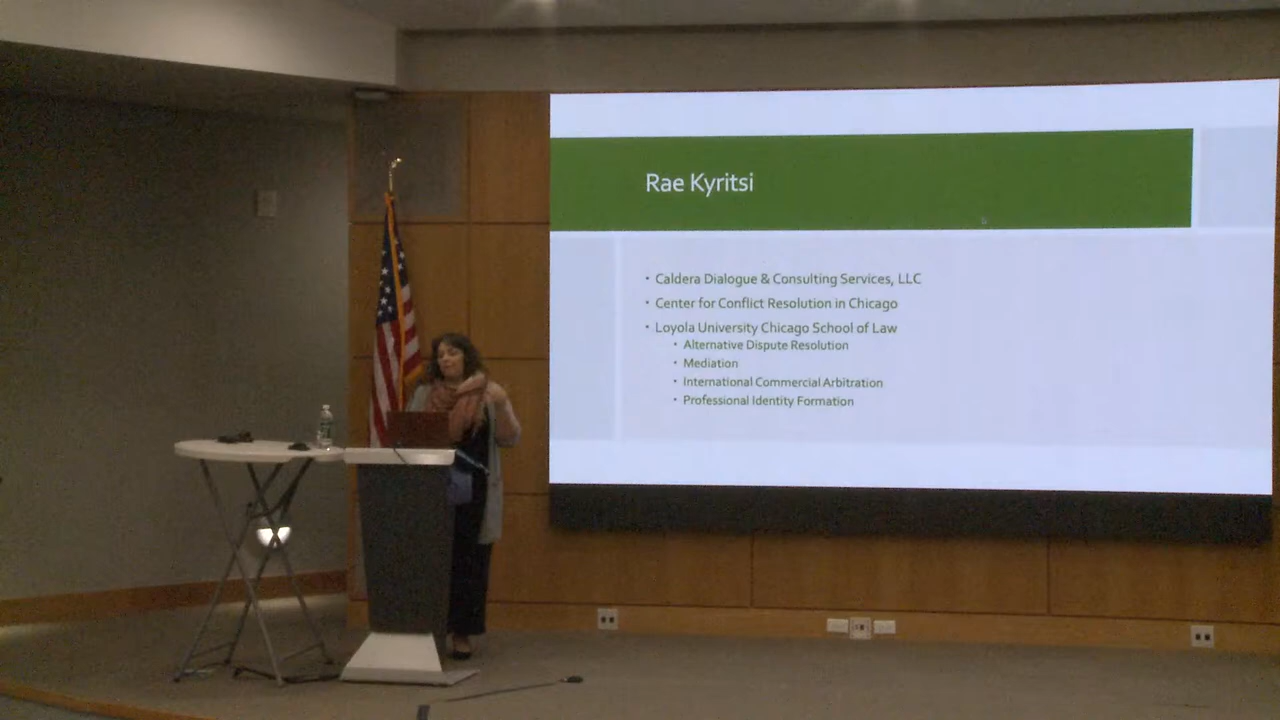 Rae Kyritsi
• Caldera Dialogue & Consulting Services, LLC
• Center for Conflict Resolution in Chicago
• Loyola University Chicago School of Law
• Alternative Dispute Resolution
• Mediation
• International Commercial Arbitration
• Professional Identity Formation